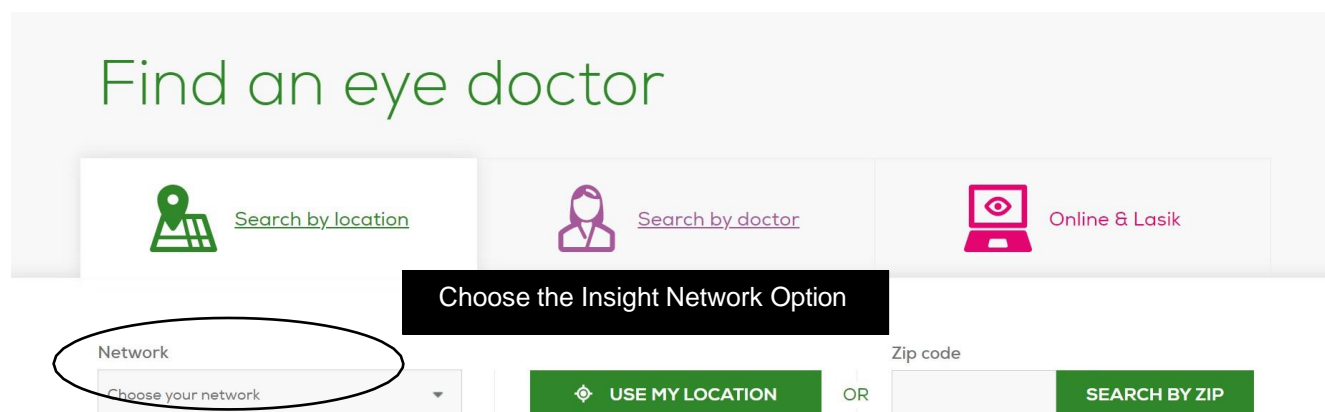 Find an eye doctor
Search by location
Search by doctor
Online & Lasik
Choose the Insight Network Option
Network
Zip code
Choose your network
USE MY LOCATION
OR
SEARCH BY ZIP